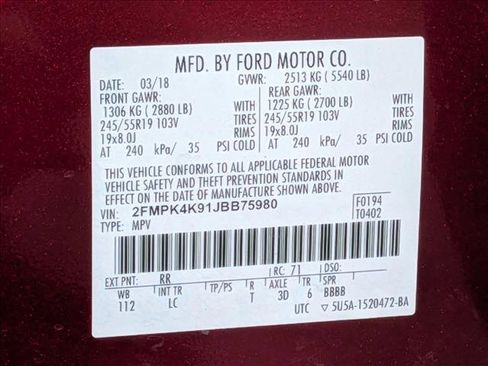 MFD. BY FORD MOTOR CO.
DATE: 03/18 GVWR: 2513 KG ( 5540 LB)
FRONT GAWR: REAR GAWR:
1306 KG ( 2880 LB) WITH 1225 KG ( 2700 LB) WITH
245/55R19 103V TIRES 245/55R19 103V TIRES
19x8.0J RIMS 19x8.0J RIMS
AT 240 kPa/ 35 PSI COLD AT 240 kPa/ 35 PSI COLD
THIS VEHICLE CONFORMS TO ALL APPLICABLE FEDERAL MOTOR
VEHICLE SAFETY AND THEFT PREVENTION STANDARDS IN
EFFECT ON THE DATE OF MANUFACTURE SHOWN ABOVE.
VIN: 2FMPK4K91JBB75980 F0194
TYPE: MPV T0402
EXT PNT: RR RC: 71 DSO:
WB INT TR TP/PS R AXLE TR SPR
112 LC T 3D 6 BBBB
UTC 5U5A-1520472-BA